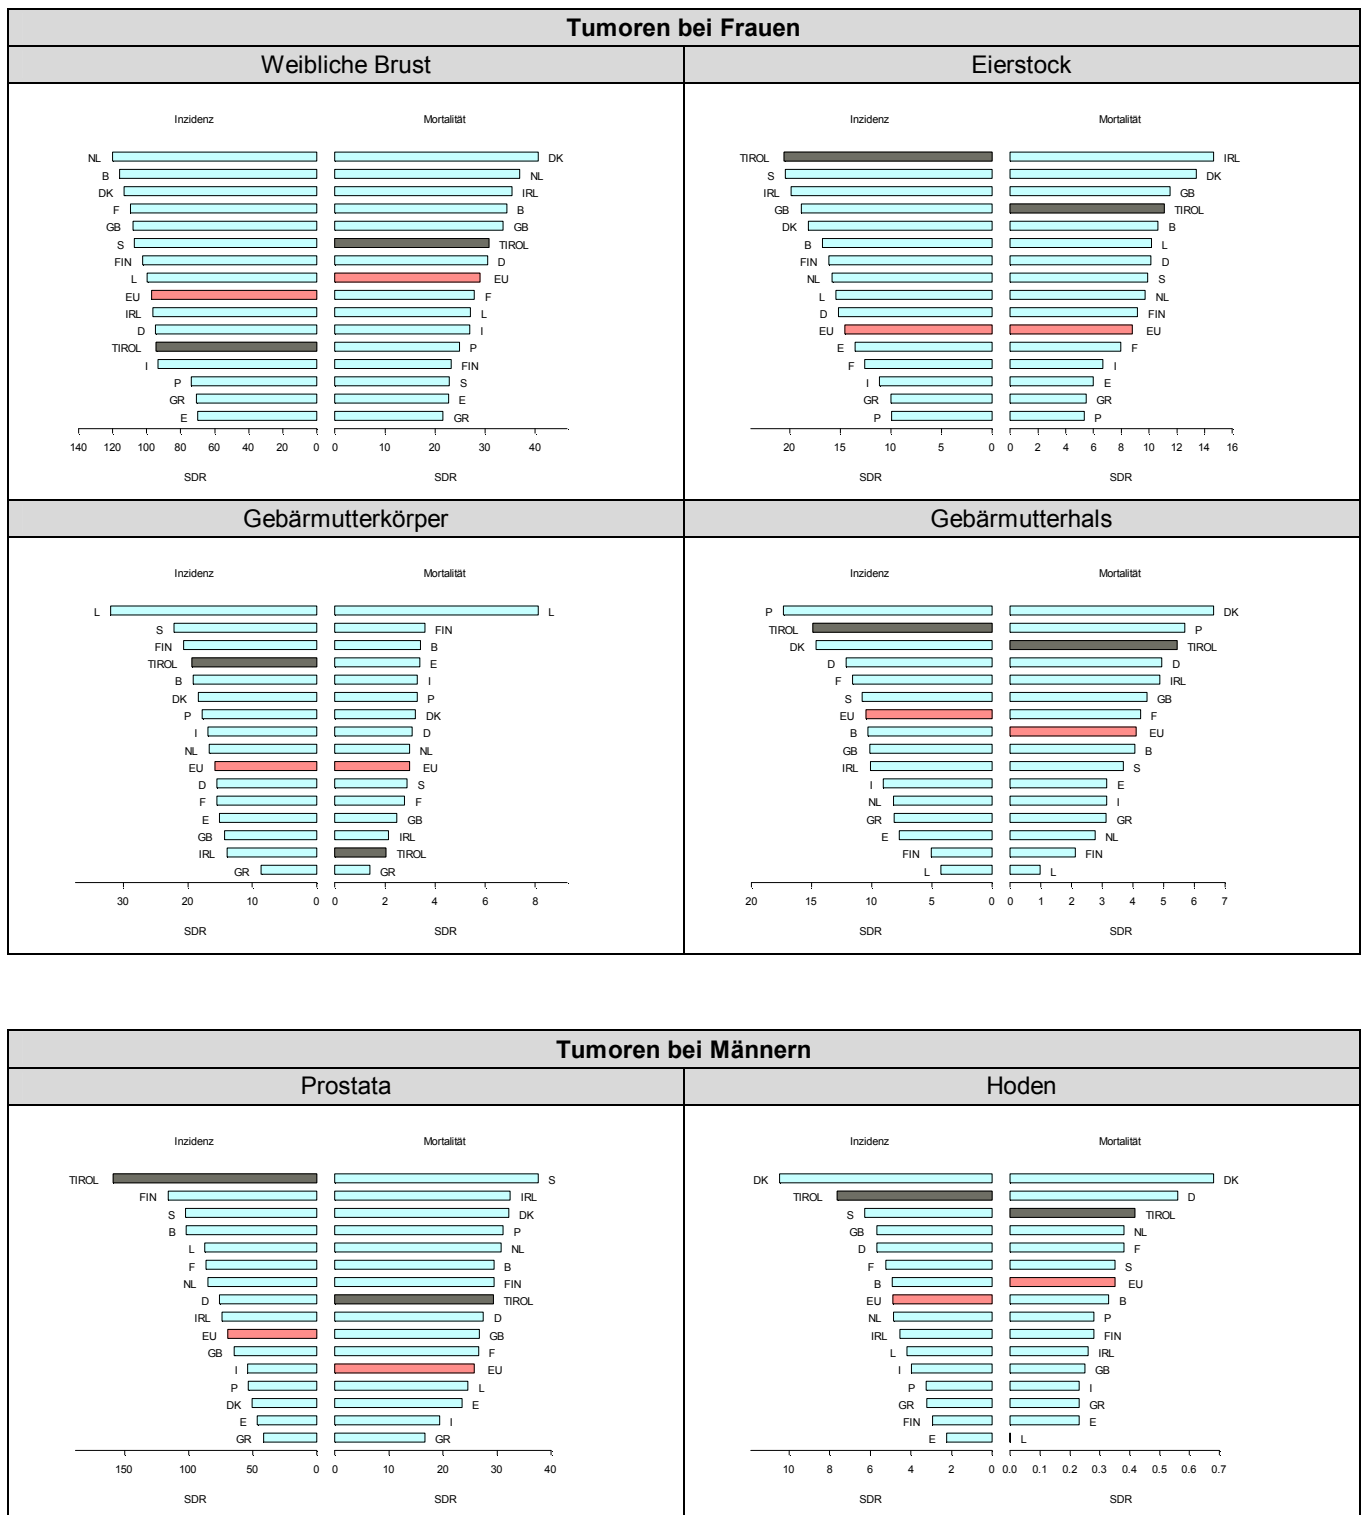 Tumoren bei Frauen
Weibliche Brust
Eierstock
Inzidenz
Mortalität
NL
B
DK
F
GB
S
FIN
L
EU
IRL
D
TIROL
I
P
GR
E
DK
NL
IRL
B
GB
TIROL
D
EU
F
L
I
P
FIN
S
E
GR
140 120 100 80 60 40 20 0
0 10 20 30 40
SDR
SDR
Inzidenz
Mortalität
TIROL
S
IRL
GB
DK
B
FIN
NL
L
D
EU
E
F
I
GR
P
IRL
DK
GB
TIROL
B
L
D
S
NL
FIN
EU
F
I
E
GR
P
20 15 10 5 0
0 2 4 6 8 10 12 14 16
SDR
SDR
Gebärmutterkörper
Gebärmutterhals
Inzidenz
Mortalität
L
S
FIN
TIROL
B
DK
P
I
NL
EU
D
F
E
GB
IRL
GR
L
FIN
B
E
I
P
DK
D
NL
EU
S
F
GB
IRL
TIROL
GR
30 20 10 0
0 2 4 6 8
SDR
SDR
Inzidenz
Mortalität
P
TIROL
DK
D
F
S
EU
B
GB
IRL
I
NL
GR
E
FIN
L
DK
P
TIROL
D
IRL
GB
F
EU
B
S
E
I
GR
NL
FIN
L
20 15 10 5 0
0 1 2 3 4 5 6 7
SDR
SDR
Tumoren bei Männern
Prostata
Hoden
Inzidenz
Mortalität
TIROL
FIN
S
B
L
F
NL
D
IRL
EU
GB
I
P
DK
E
GR
S
IRL
DK
P
NL
B
FIN
TIROL
D
GB
F
EU
L
E
I
GR
150 100 50 0
0 10 20 30 40
SDR
SDR
Inzidenz
Mortalität
DK
TIROL
S
GB
D
F
B
EU
NL
IRL
L
I
P
GR
FIN
E
DK
D
TIROL
NL
F
S
EU
B
P
FIN
IRL
GB
I
GR
E
L
10 8 6 4 2 0
0.0 0.1 0.2 0.3 0.4 0.5 0.6 0.7
SDR
SDR